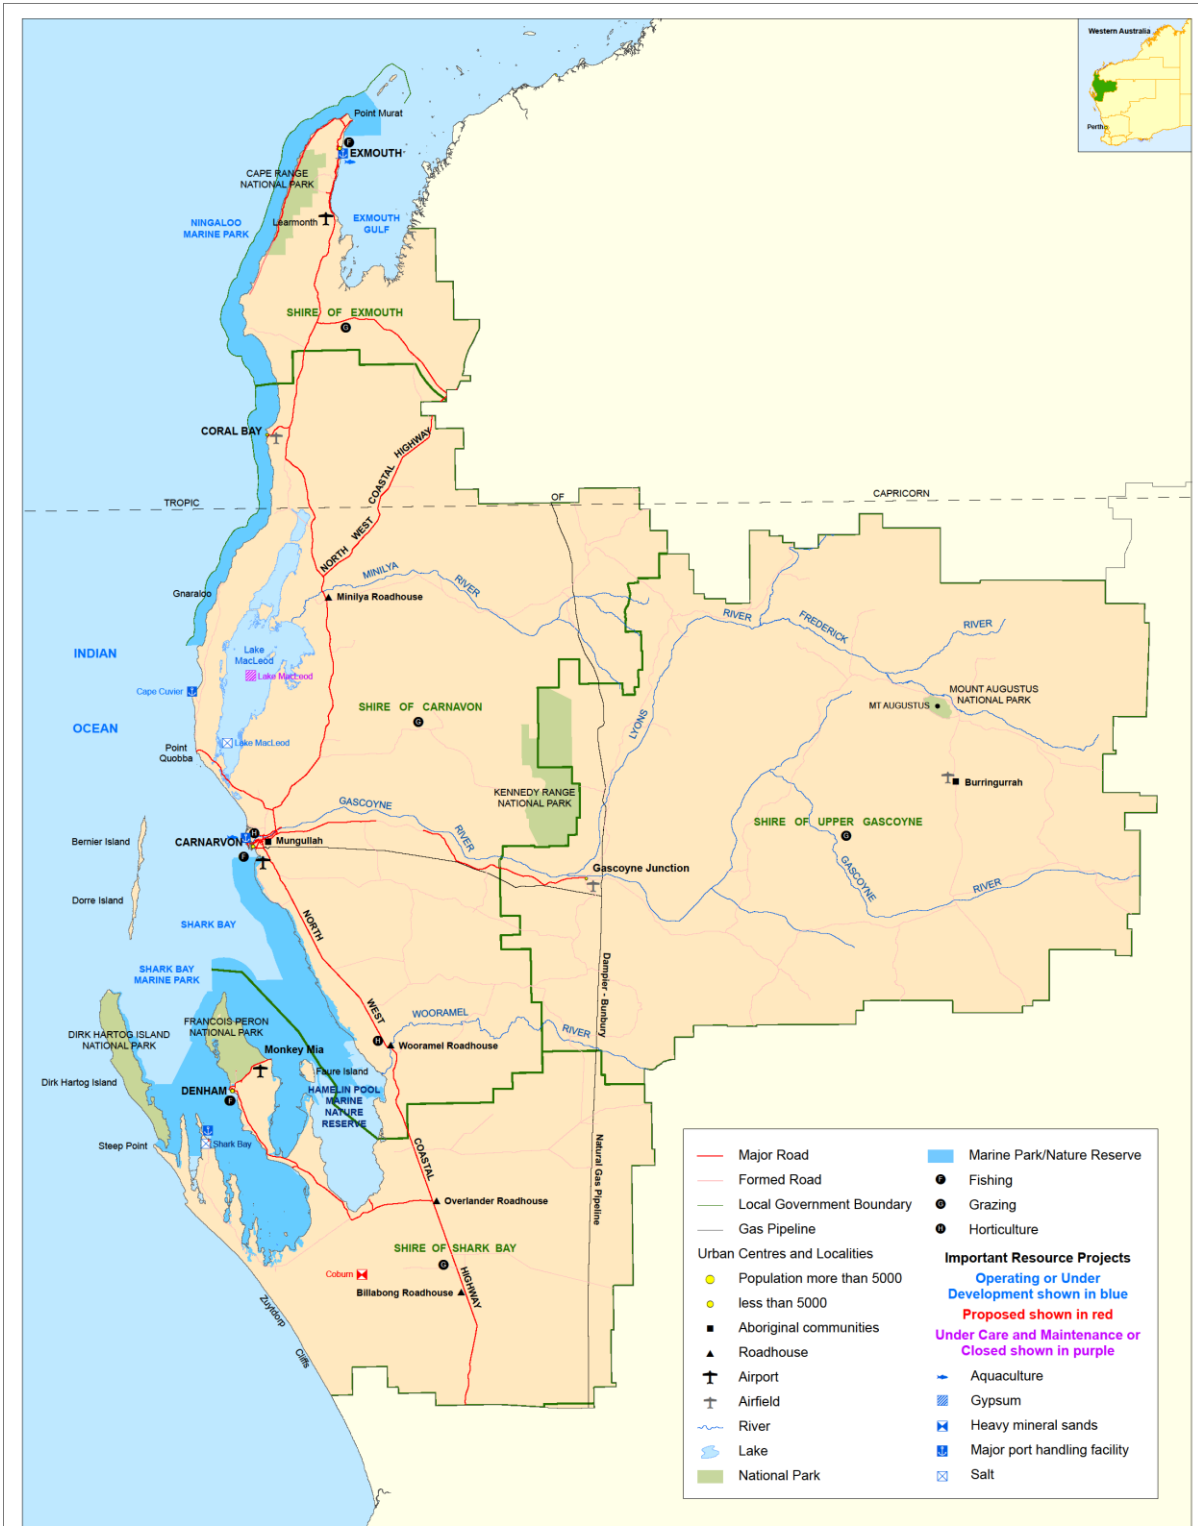 Western Australia
Perth
Point Murat
EXMOUTH
CAPE RANGE
NATIONAL PARK
NINGALOO
MARINE PARK
Learmonth
EXMOUTH
GULF
SHIRE OF EXMOUTH
CORAL BAY
NORTH WEST COASTAL HIGHWAY
TROPIC
OF
CAPRICORN
MINILYA
RIVER
Gnaraloo
Minilya Roadhouse
RIVER
FREDERICK
RIVER
INDIAN
OCEAN
Lake
MacLeod
Lake MacLeod
Cape Cuvier
SHIRE OF CARNAVON
LYONS
MOUNT AUGUSTUS
NATIONAL PARK
MT AUGUSTUS
Lake MacLeod
Point
Quobba
Burringurrah
KENNEDY RANGE
NATIONAL PARK
GASCOYNE
RIVER
SHIRE OF UPPER GASCOYNE
Bernier Island
CARNARVON
Mungullah
Gascoyne Junction
GASCOYNE
RIVER
Dorre Island
SHARK BAY
NORTH
WEST
COASTAL
HIGHWAY
SHARK BAY
MARINE PARK
Dampier - Bunbury
Natural Gas Pipeline
WOORAMEL
RIVER
DIRK HARTOG ISLAND
NATIONAL PARK
FRANCOIS PERON
NATIONAL PARK
Monkey Mia
Wooramel Roadhouse
Faure Island
Dirk Hartog Island
DENHAM
HAMELIN POOL
MARINE
NATURE
RESERVE
Steep Point
Shark Bay
Overlander Roadhouse
SHIRE OF SHARK BAY
Coburn
Billabong Roadhouse
Zuytdorp
Cliffs
Major Road
Formed Road
Local Government Boundary
Gas Pipeline
Urban Centres and Localities
Population more than 5000
less than 5000
Aboriginal communities
Roadhouse
Airport
Airfield
River
Lake
National Park
Marine Park/Nature Reserve
F Fishing
G Grazing
H Horticulture
Important Resource Projects
Operating or Under
Development shown in blue
Proposed shown in red
Under Care and Maintenance or
Closed shown in purple
Aquaculture
Gypsum
Heavy mineral sands
Major port handling facility
Salt